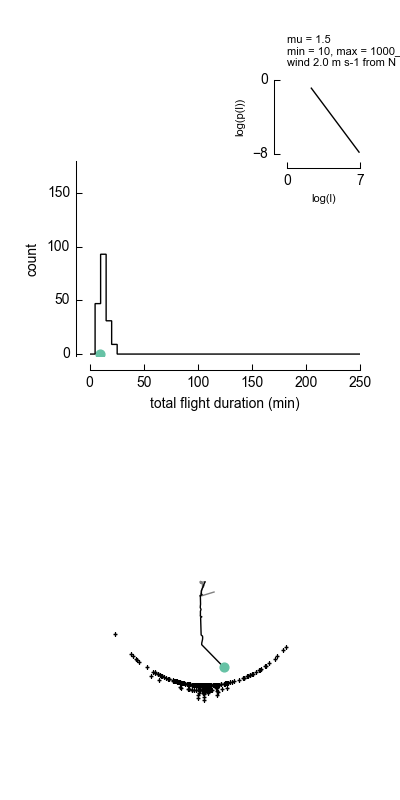 mu = 1.5
min = 10, max = 1000_
wind 2.0 m s-1 from N
0
log(p(l))
−8
0
7
log(l)
150
100
50
0
count
0
50
100
150
200
250
total flight duration (min)